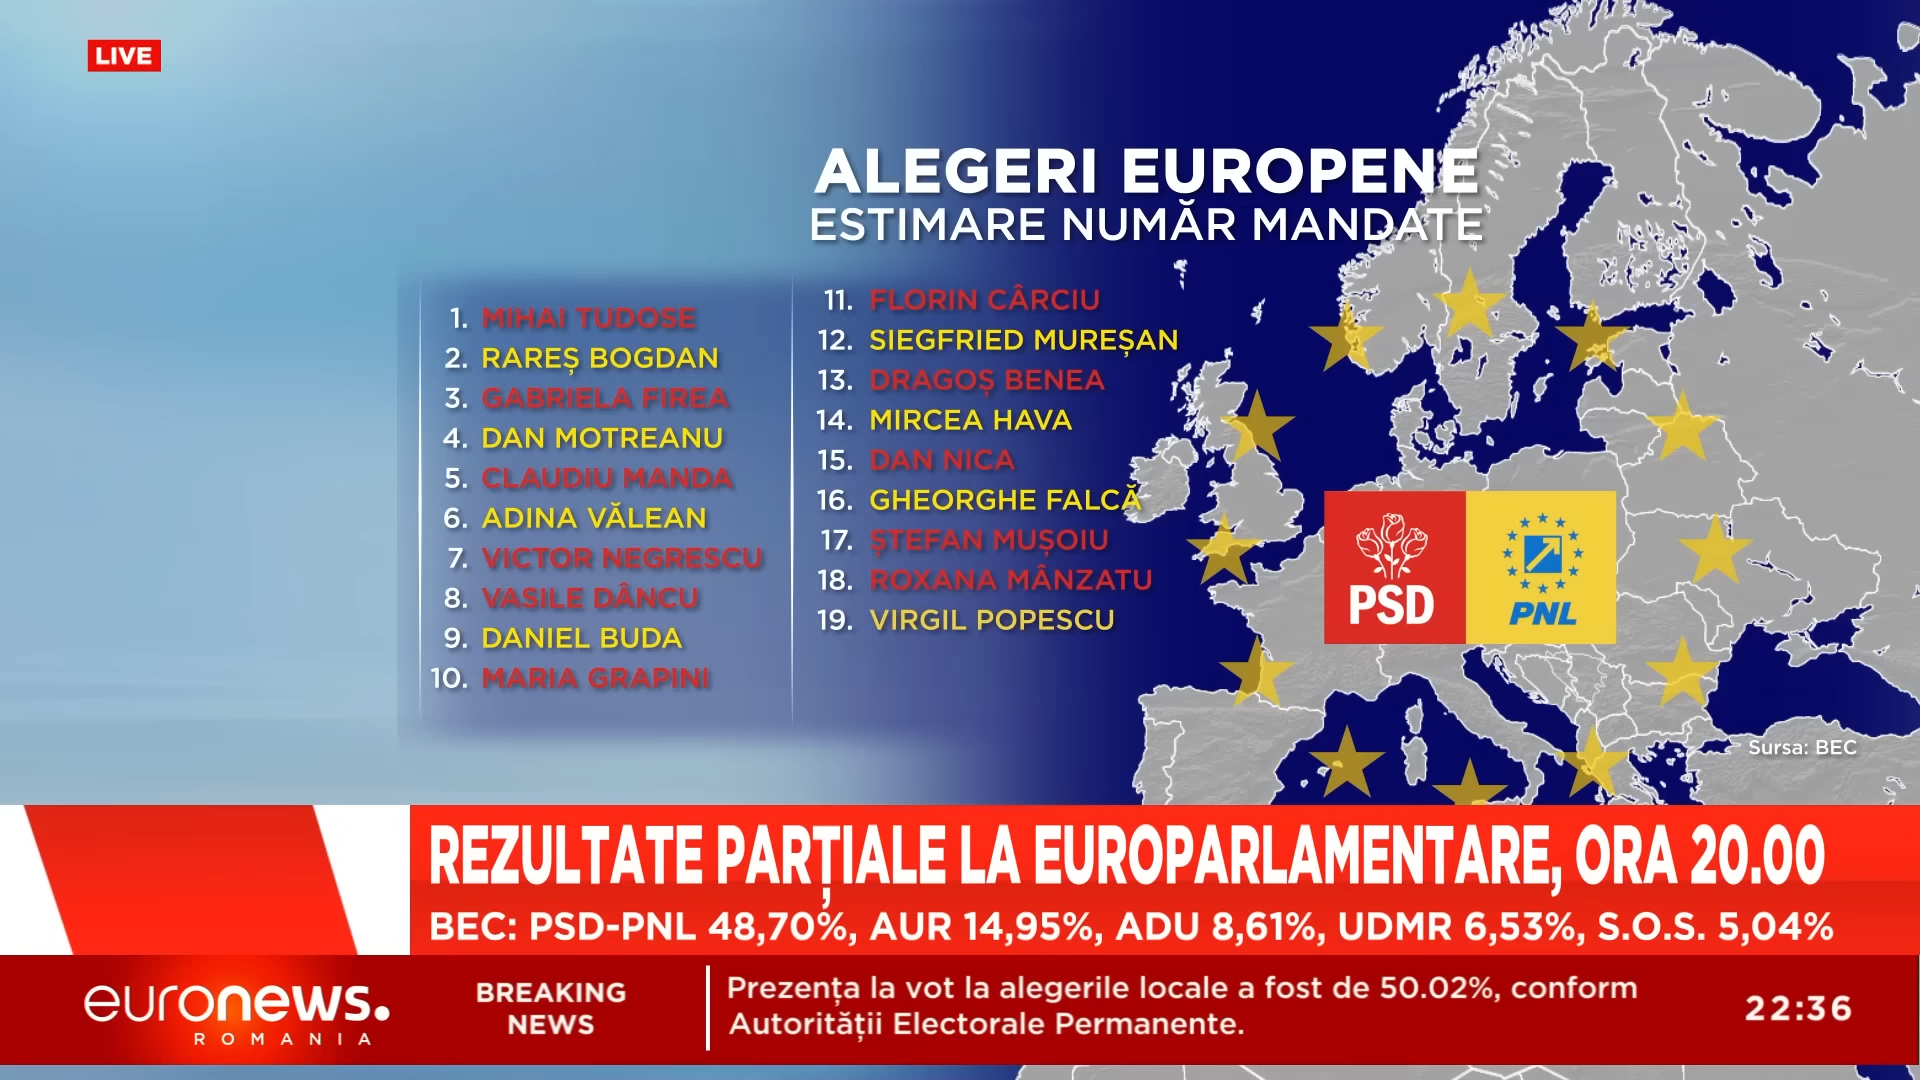 LIVE
ALEGERI EUROPENE
ESTIMARE NUMĂR MANDATE
1. MIHAI TUDOSE
2. RAREȘ BOGDAN
3. GABRIELA FIREA
4. DAN MOTREANU
5. CLAUDIU MANDA
6. ADINA VĂLEAN
7. VICTOR NEGRESCU
8. VASILE DÂNCU
9. DANIEL BUDA
10. MARIA GRAPINI
11. FLORIN CÂRCIU
12. SIEGFRIED MUREȘAN
13. DRAGOȘ BENEA
14. MIRCEA HAVA
15. DAN NICA
16. GHEORGHE FALCĂ
17. ȘTEFAN MUȘOIU
18. ROXANA MÂNZATU
19. VIRGIL POPESCU
PSD
PNL
Sursa: BEC
REZULTATE PARȚIALE LA EUROPARLAMENTARE, ORA 20.00
BEC: PSD-PNL 48,70%, AUR 14,95%, ADU 8,61%, UDMR 6,53%, S.O.S. 5,04%
euronews.
ROMANIA
BREAKING
NEWS
Prezența la vot la alegerile locale a fost de 50.02%, conform
Autorității Electorale Permanente.
22:36